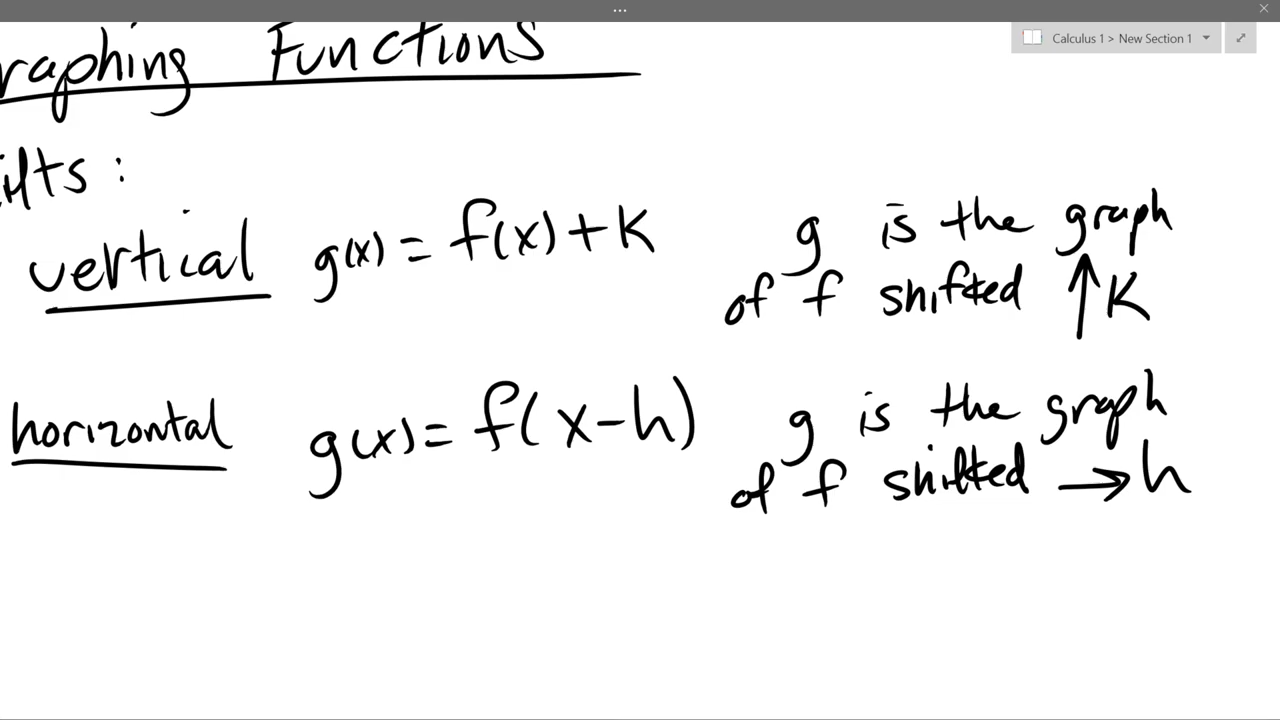 Calculus 1 > New Section 1
raphing Functions
ifts :
vertical g(x) = f(x) + K g is the graph
of f shifted ↑ K
horizontal g(x) = f(x-h) g is the graph
of f shifted → h